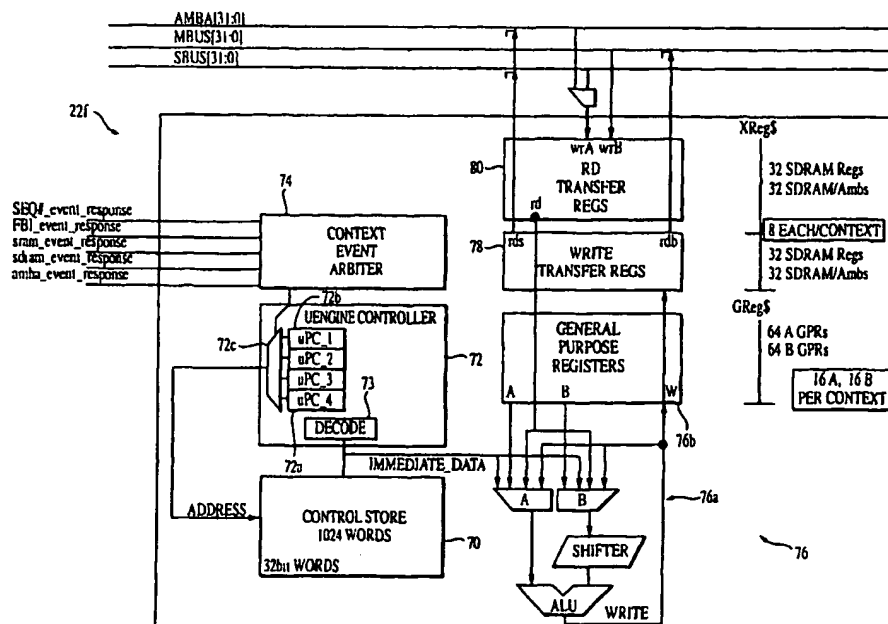 AMBA[31:0]
MBUS[31:0]
SBUS[31:0]
22f
XReg$
wrA wrB
80
RD
TRANSFER
REGS
rd
32 SDRAM Regs
32 SDRAM/Ambs
74
SEQ#_event_response
FBI_event_response
sram_event_response
sdram_event_response
amba_event_response
CONTEXT
EVENT
ARBITER
8 EACH/CONTEXT
rds
rdb
78
WRITE
TRANSFER REGS
32 SDRAM Regs
32 SDRAM/Ambs
GReg$
72b
UENGINE CONTROLLER
72c
uPC_1
uPC_2
uPC_3
uPC_4
72
73
DECODE
72a
GENERAL
PURPOSE
REGISTERS
A B W
64 A GPRs
64 B GPRs
16 A, 16 B
PER CONTEXT
76b
IMMEDIATE_DATA
A B
76a
ADDRESS
CONTROL STORE
1024 WORDS
70
32bit WORDS
SHIFTER
76
ALU
WRITE